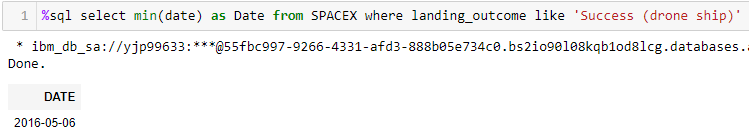 1 %sql select min(date) as Date from SPACEX where landing_outcome like 'Success (drone ship)'
* ibm_db_sa://yjp99633:***@55fbc997-9266-4331-afd3-888b05e734c0.bs2io90l08kqb1od8lcg.databases.a
Done.
DATE
2016-05-06